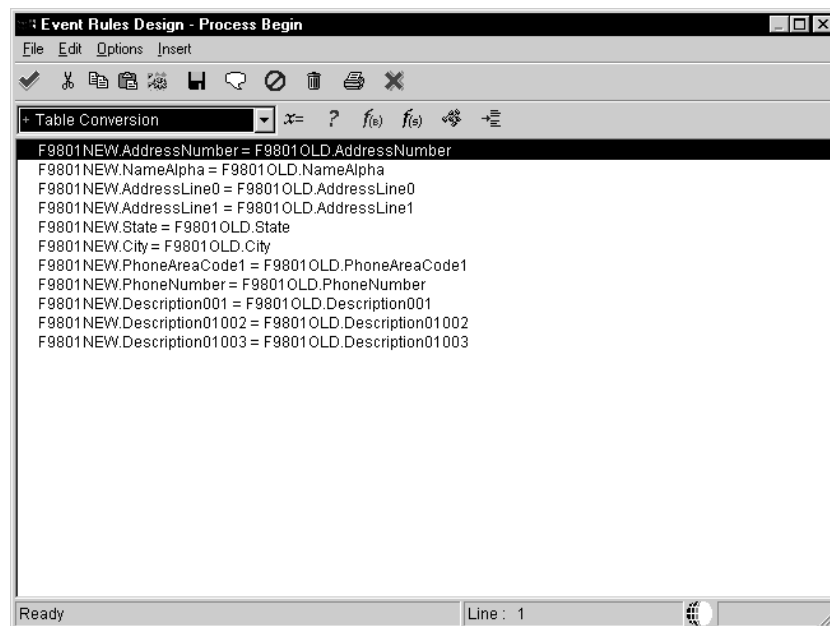 Event Rules Design - Process Begin
File Edit Options Insert
+ Table Conversion x= ? f(B) f(s)
F9801NEW.AddressNumber = F9801OLD.AddressNumber
F9801NEW.NameAlpha = F9801OLD.NameAlpha
F9801NEW.AddressLine0 = F9801OLD.AddressLine0
F9801NEW.AddressLine1 = F9801OLD.AddressLine1
F9801NEW.State = F9801OLD.State
F9801NEW.City = F9801OLD.City
F9801NEW.PhoneAreaCode1 = F9801OLD.PhoneAreaCode1
F9801NEW.PhoneNumber = F9801OLD.PhoneNumber
F9801NEW.Description001 = F9801OLD.Description001
F9801NEW.Description01002 = F9801OLD.Description01002
F9801NEW.Description01003 = F9801OLD.Description01003
Ready Line : 1